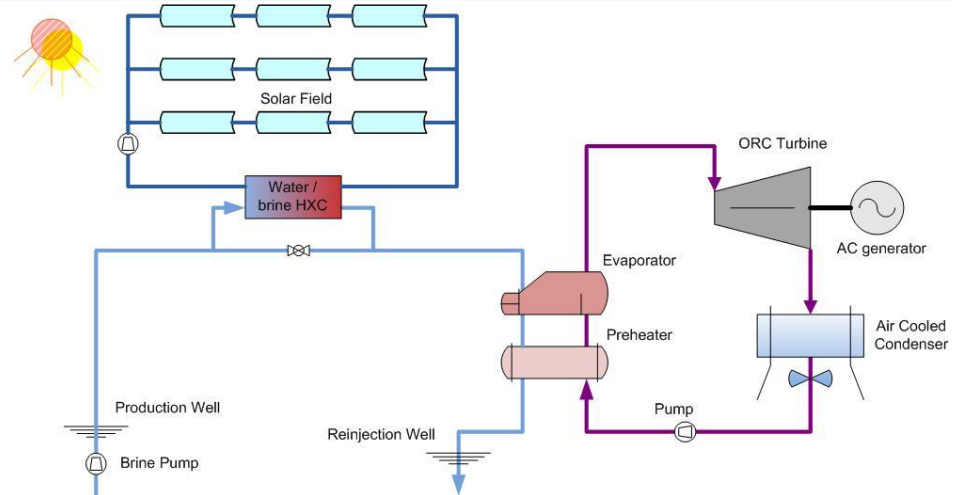 Solar Field
Water /
brine HXC
ORC Turbine
AC generator
Evaporator
Preheater
Air Cooled
Condenser
Pump
Production Well
Reinjection Well
Brine Pump